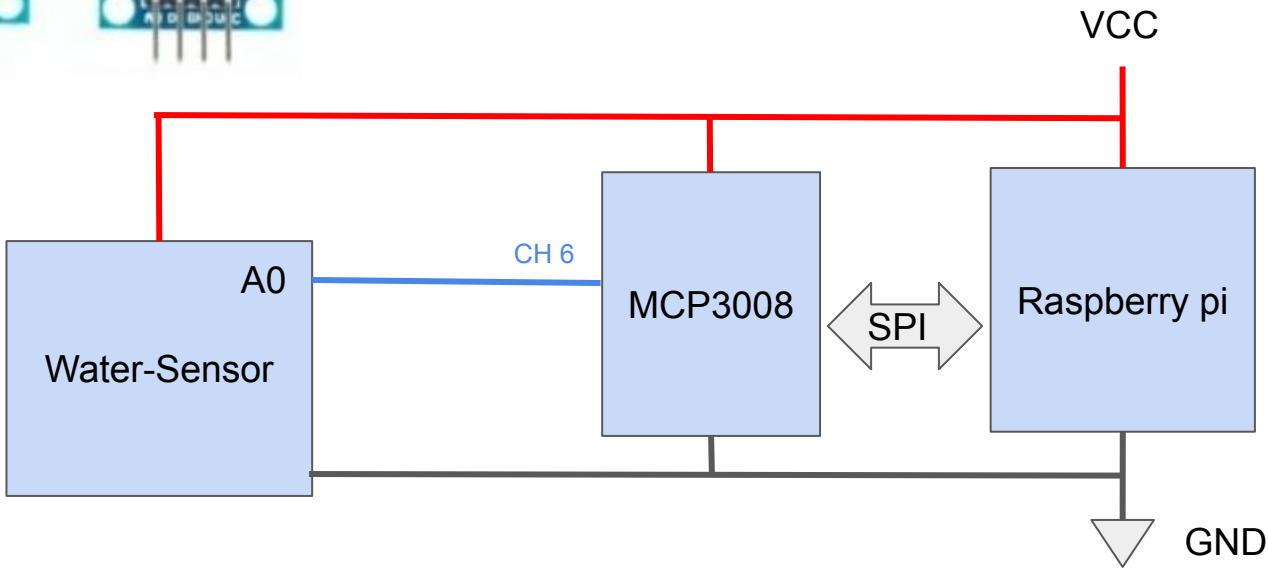 VCC
CH 6
A0
MCP3008
Raspberry pi
SPI
Water-Sensor
GND